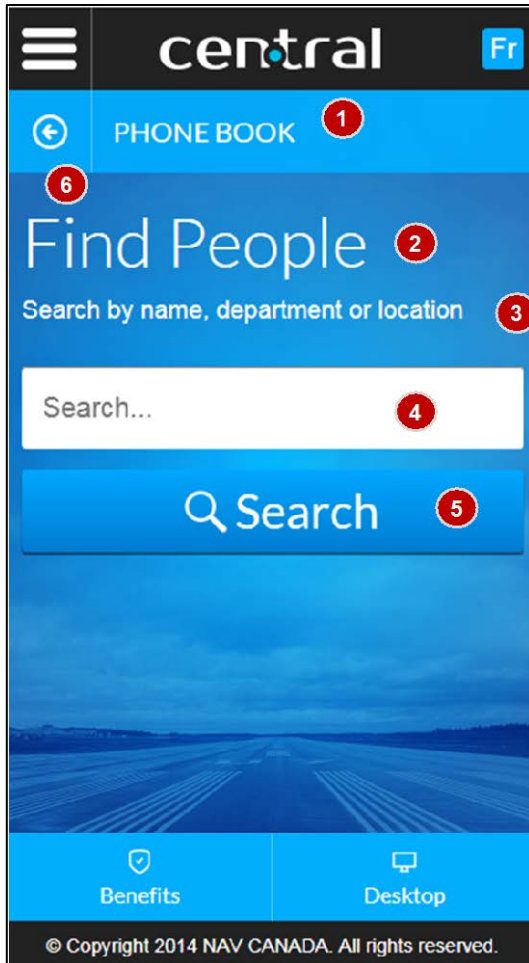 central Fr
PHONE BOOK 1
6
Find People 2
Search by name, department or location 3
Search... 4
Search 5
Benefits Desktop
© Copyright 2014 NAV CANADA. All rights reserved.